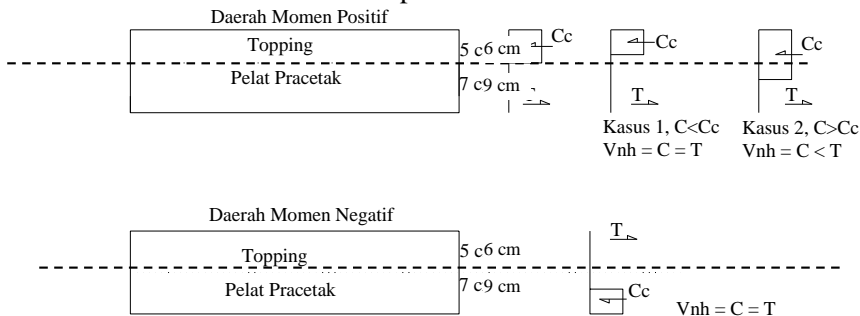 Daerah Momen Positif
Topping
5 c6 cm
Cc
Cc
Cc
Pelat Pracetak
7 c9 cm
T
T
Kasus 1, C<Cc
Vnh = C = T
Kasus 2, C>Cc
Vnh = C < T
Daerah Momen Negatif
T
Topping
5 c6 cm
Pelat Pracetak
7 c9 cm
Cc
Vnh = C = T